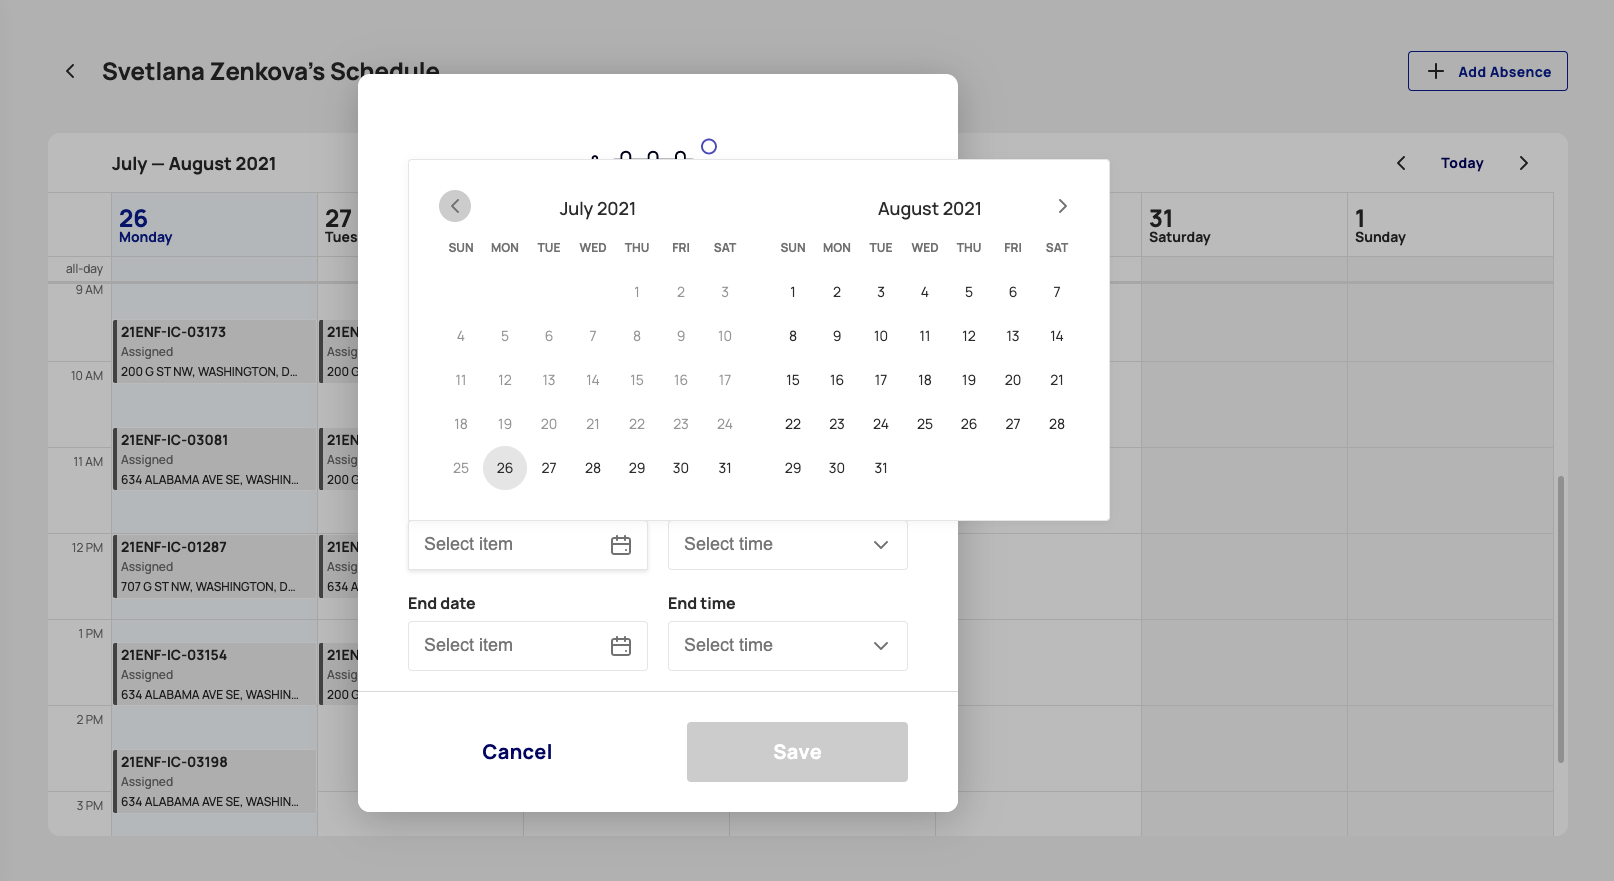 Svetlana Zenkova's Schedule
Add Absence
July — August 2021
Today
26
Monday
27
Tues
31
Saturday
1
Sunday
all-day
9 AM
10 AM
11 AM
12 PM
1 PM
2 PM
3 PM
21ENF-IC-03173
Assigned
200 G ST NW, WASHINGTON, D...
21ENF-IC-03081
Assigned
634 ALABAMA AVE SE, WASHIN...
21ENF-IC-01287
Assigned
707 G ST NW, WASHINGTON, D...
21ENF-IC-03154
Assigned
634 ALABAMA AVE SE, WASHIN...
21ENF-IC-03198
Assigned
634 ALABAMA AVE SE, WASHIN...
21EN
Assig
200 G
21EN
Assig
200 G
21EN
Assig
634 A
21EN
Assig
200 G
July 2021
SUN MON TUE WED THU FRI SAT
1 2 3
4 5 6 7 8 9 10
11 12 13 14 15 16 17
18 19 20 21 22 23 24
25 26 27 28 29 30 31
August 2021
SUN MON TUE WED THU FRI SAT
1 2 3 4 5 6 7
8 9 10 11 12 13 14
15 16 17 18 19 20 21
22 23 24 25 26 27 28
29 30 31
Select item
Select time
End date
End time
Select item
Select time
Cancel
Save